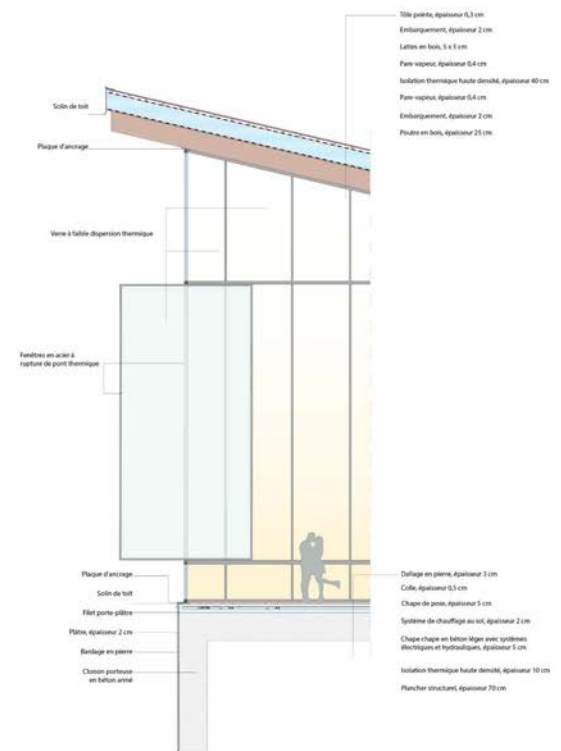 Tôle peinte, épaisseur 0,3 cm
Embarquement, épaisseur 2 cm
Lattes en bois, 5 x 5 cm
Pare-vapeur, épaisseur 0,4 cm
Isolation thermique haute densité, épaisseur 40 cm
Pare-vapeur, épaisseur 0,4 cm
Embarquement, épaisseur 2 cm
Poutre en bois, épaisseur 25 cm
Solin de toit
Plaque d'ancrage
Verre à faible dispersion thermique
Fenêtres en acier à
rupture de pont thermique
Plaque d'ancrage
Solin de toit
Filet porte-plâtre
Plâtre, épaisseur 2 cm
Bardage en pierre
Cloison porteuse
en béton armé
Dallage en pierre, épaisseur 3 cm
Colle, épaisseur 0,5 cm
Chape de pose, épaisseur 5 cm
Système de chauffage au sol, épaisseur 2 cm
Chape chape en béton léger avec systèmes
électriques et hydrauliques, épaisseur 5 cm
Isolation thermique haute densité, épaisseur 10 cm
Plancher structurel, épaisseur 70 cm